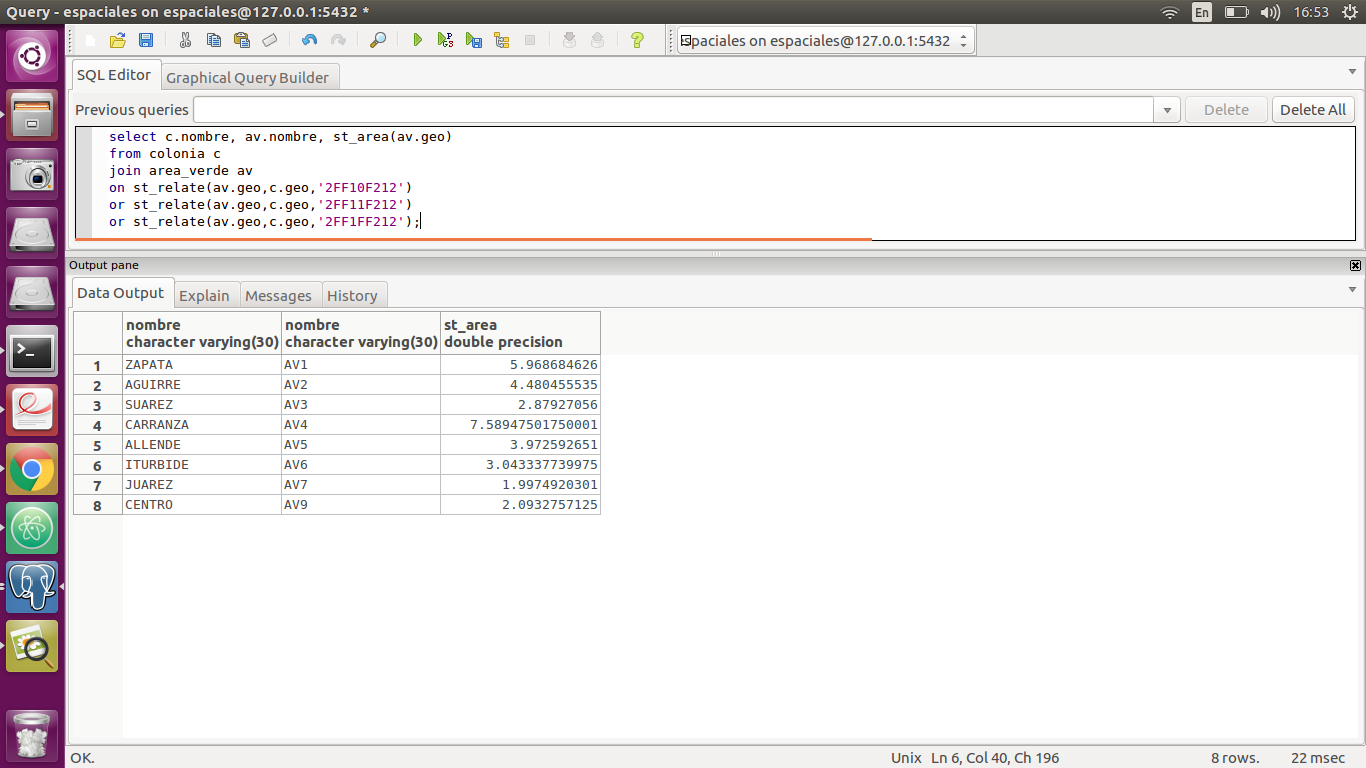 Query - espaciales on espaciales@127.0.0.1:5432 *
En
16:53
spaciales on espaciales@127.0.0.1:5432
SQL Editor
Graphical Query Builder
Previous queries
Delete
Delete All
select c.nombre, av.nombre, st_area(av.geo)
from colonia c
join area_verde av
on st_relate(av.geo,c.geo,'2FF10F212')
or st_relate(av.geo,c.geo,'2FF11F212')
or st_relate(av.geo,c.geo,'2FF1FF212');
Output pane
Data Output
Explain
Messages
History
nombre character varying(30) nombre character varying(30) st_area double precision
1 ZAPATA AV1 5.968684626
2 AGUIRRE AV2 4.480455535
3 SUAREZ AV3 2.87927056
4 CARRANZA AV4 7.58947501750001
5 ALLENDE AV5 3.972592651
6 ITURBIDE AV6 3.043337739975
7 JUAREZ AV7 1.9974920301
8 CENTRO AV9 2.0932757125
OK.
Unix Ln 6, Col 40, Ch 196
8 rows.
22 msec